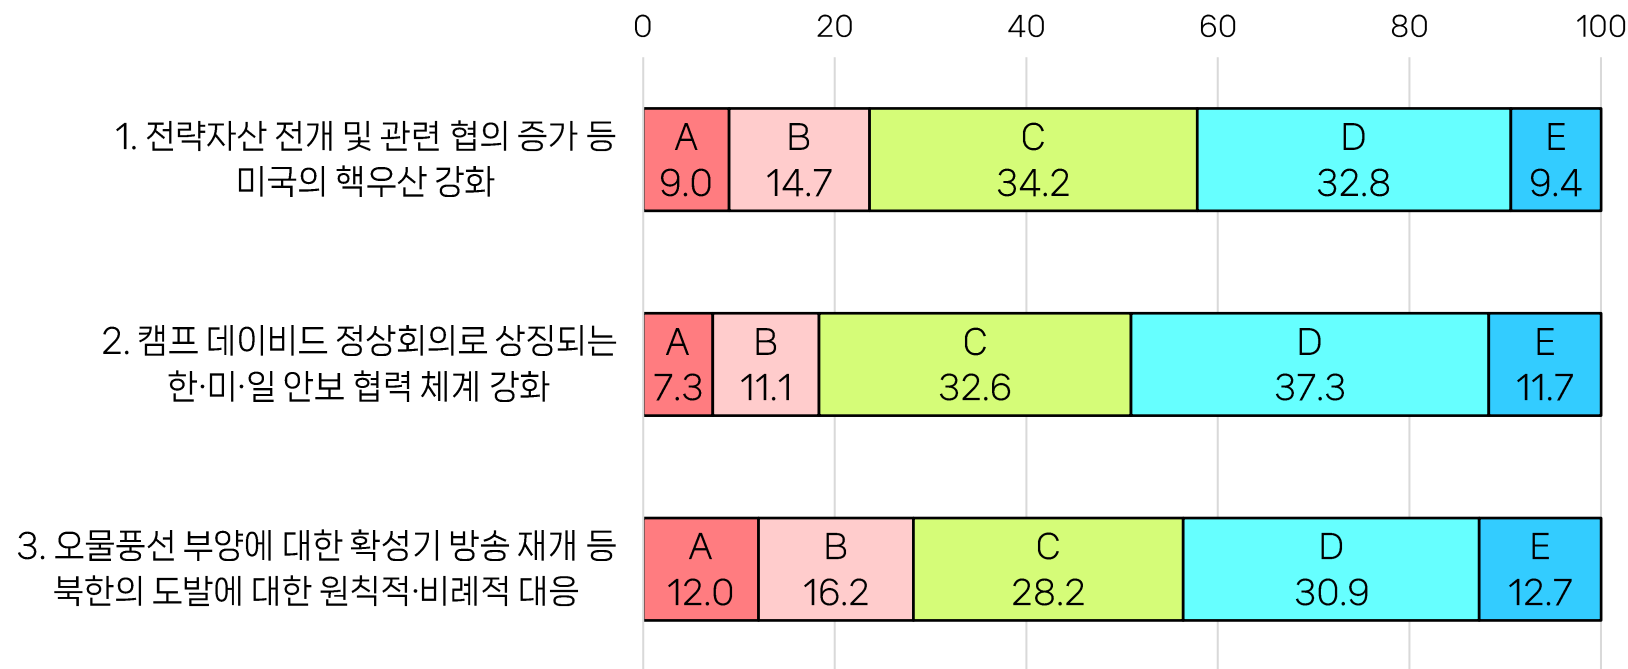 0 20 40 60 80 100
1. 전략자산 전개 및 관련 협의 증가 등
미국의 핵우산 강화
A B C D E
9.0 14.7 34.2 32.8 9.4
2. 캠프 데이비드 정상회의로 상징되는
한·미·일 안보 협력 체계 강화
A B C D E
7.3 11.1 32.6 37.3 11.7
3. 오물풍선 부양에 대한 확성기 방송 재개 등
북한의 도발에 대한 원칙적·비례적 대응
A B C D E
12.0 16.2 28.2 30.9 12.7